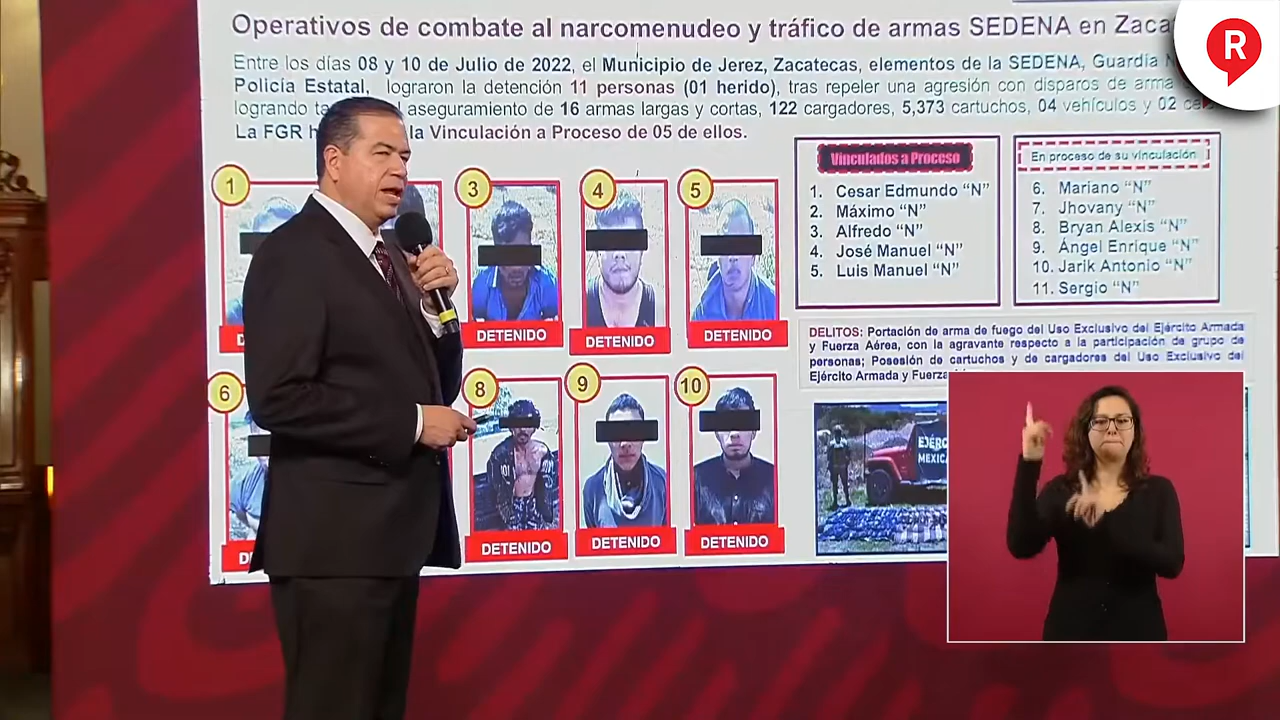 R
Operativos de combate al narcomenudeo y tráfico de armas SEDENA en Zaca
Entre los días 08 y 10 de Julio de 2022, el Municipio de Jerez, Zacatecas, elementos de la SEDENA, Guardia N
Policía Estatal, lograron la detención 11 personas (01 herido), tras repeler una agresión con disparos de arma
logrando ta el aseguramiento de 16 armas largas y cortas, 122 cargadores, 5,373 cartuchos, 04 vehículos y 02
La FGR la Vinculación a Proceso de 05 de ellos.
1
3
4
5
DETENIDO
DETENIDO
DETENIDO
D
6
8
9
10
DETENIDO
DETENIDO
DETENIDO
D
Vinculados a Proceso
1. Cesar Edmundo “N”
2. Máximo “N”
3. Alfredo “N”
4. José Manuel “N”
5. Luis Manuel “N”
En proceso de su vinculación
6. Mariano “N”
7. Jhovany “N”
8. Bryan Alexis “N”
9. Ángel Enrique “N”
10. Jarik Antonio “N”
11. Sergio “N”
DELITOS: Portación de arma de fuego del Uso Exclusivo del Ejército Armada
y Fuerza Aérea, con la agravante respecto a la participación de grupo de
personas; Posesión de cartuchos y de cargadores del Uso Exclusivo del
Ejército Armada y Fuerza
EJÉRC
MEXICA